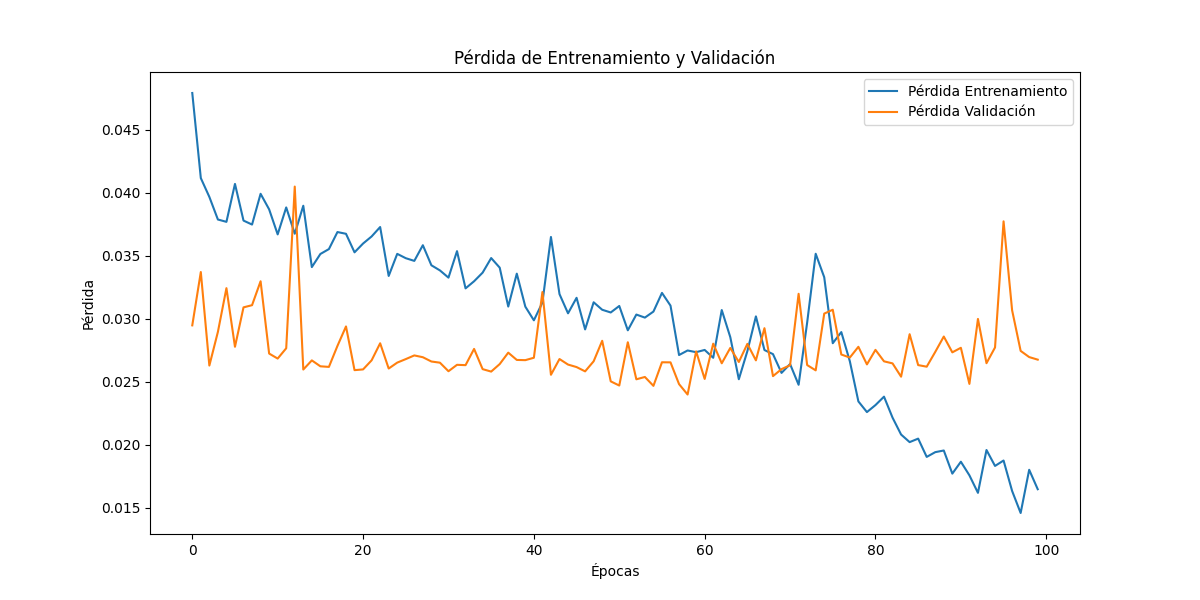 Pérdida de Entrenamiento y Validación
Pérdida Entrenamiento
Pérdida Validación
0.045
0.040
0.035
0.030
0.025
0.020
0.015
Pérdida
0 20 40 60 80 100
Épocas